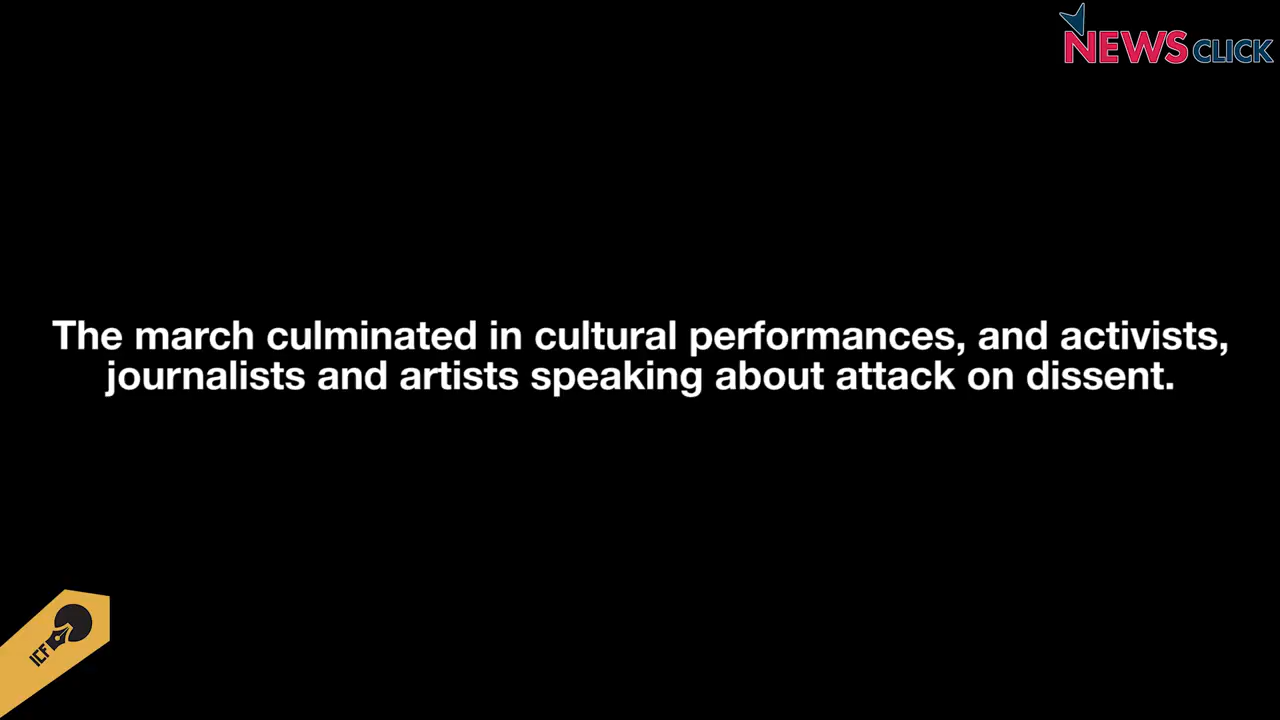 NEWSCLICK
The march culminated in cultural performances, and activists,
journalists and artists speaking about attack on dissent.
ICF